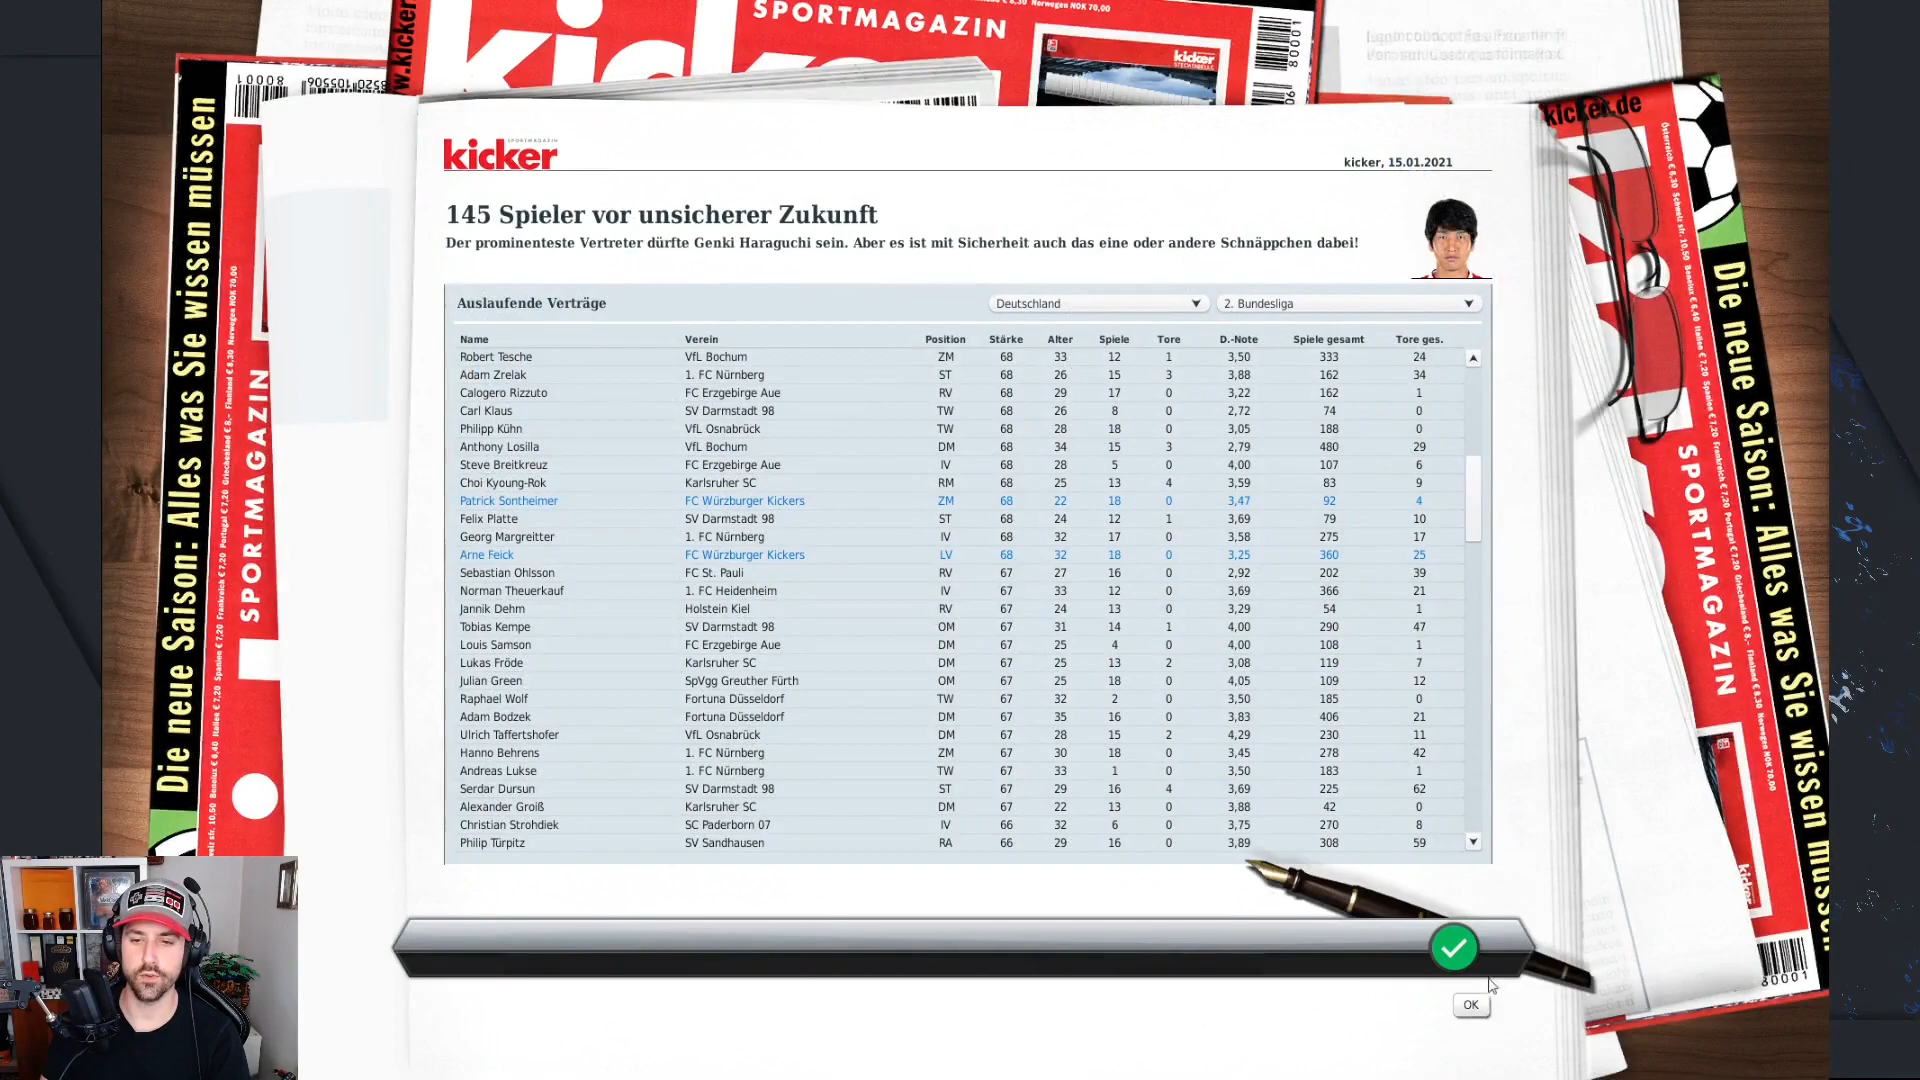 SPORTMAGAZIN
kicker
www.kicker
kicker.de
Die neue Saison: Alles was Sie wissen müssen
SPORTMAGAZIN
80001
kicker SPORTMAGAZIN
kicker, 15.01.2021
145 Spieler vor unsicherer Zukunft
Der prominenteste Vertreter dürfte Genki Haraguchi sein. Aber es ist mit Sicherheit auch das eine oder andere Schnäppchen dabei!
Auslaufende Verträge Deutschland 2. Bundesliga
Name Verein Position Stärke Alter Spiele Tore D.-Note Spiele gesamt Tore ges.
Robert Tesche VfL Bochum ZM 68 33 12 1 3,50 333 24
Adam Zrelak 1. FC Nürnberg ST 68 26 15 3 3,88 162 34
Calogero Rizzuto FC Erzgebirge Aue RV 68 29 17 0 3,22 162 1
Carl Klaus SV Darmstadt 98 TW 68 26 8 0 2,72 74 0
Philipp Kühn VfL Osnabrück TW 68 28 18 0 3,05 188 0
Anthony Losilla VfL Bochum DM 68 34 15 3 2,79 480 29
Steve Breitkreuz FC Erzgebirge Aue IV 68 28 5 0 4,00 107 6
Choi Kyoung-Rok Karlsruher SC RM 68 25 13 4 3,59 83 9
Patrick Sontheimer FC Würzburger Kickers ZM 68 22 18 0 3,47 92 4
Felix Platte SV Darmstadt 98 ST 68 24 12 1 3,69 79 10
Georg Margreitter 1. FC Nürnberg IV 68 32 17 0 3,58 275 17
Arne Feick FC Würzburger Kickers LV 68 32 18 0 3,25 360 25
Sebastian Ohlsson FC St. Pauli RV 67 27 16 0 2,92 202 39
Norman Theuerkauf 1. FC Heidenheim IV 67 33 12 0 3,69 366 21
Jannik Dehm Holstein Kiel RV 67 24 13 0 3,29 54 1
Tobias Kempe SV Darmstadt 98 OM 67 31 14 1 4,00 290 47
Louis Samson FC Erzgebirge Aue DM 67 25 4 0 4,00 108 1
Lukas Fröde Karlsruher SC DM 67 25 13 2 3,08 119 7
Julian Green SpVgg Greuther Fürth OM 67 25 18 0 4,05 109 12
Raphael Wolf Fortuna Düsseldorf TW 67 32 2 0 3,50 185 0
Adam Bodzek Fortuna Düsseldorf DM 67 35 16 0 3,83 406 21
Ulrich Taffertshofer VfL Osnabrück DM 67 28 15 2 4,29 230 11
Hanno Behrens 1. FC Nürnberg ZM 67 30 18 0 3,45 278 42
Andreas Lukse 1. FC Nürnberg TW 67 33 1 0 3,50 183 1
Serdar Dursun SV Darmstadt 98 ST 67 29 16 4 3,69 225 62
Alexander Groiß Karlsruher SC DM 67 22 13 0 3,88 42 0
Christian Strohdiek SC Paderborn 07 IV 66 32 6 0 3,75 270 8
Philip Türpitz SV Sandhausen RA 66 29 16 0 3,89 308 59
OK
Die neue Saison: Alles was Sie wissen müssen
SPORTMAGAZIN
80001